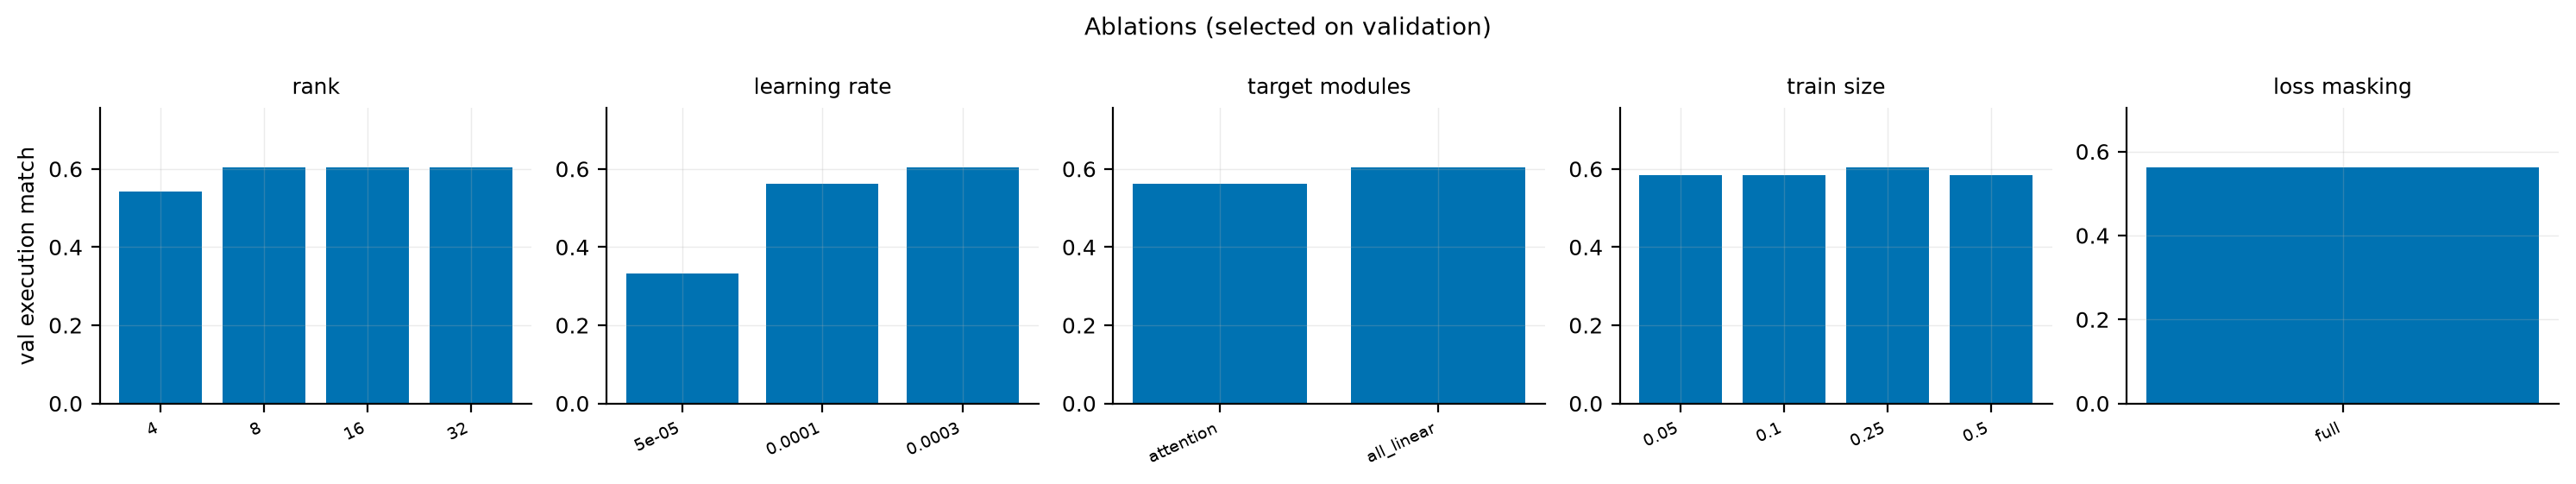 Ablations (selected on validation)
rank
val execution match
0.6
0.4
0.2
0.0
4
8
16
32
learning rate
0.6
0.4
0.2
0.0
5e-05
0.0001
0.0003
target modules
0.6
0.4
0.2
0.0
attention
all_linear
train size
0.6
0.4
0.2
0.0
0.05
0.1
0.25
0.5
loss masking
0.6
0.4
0.2
0.0
full